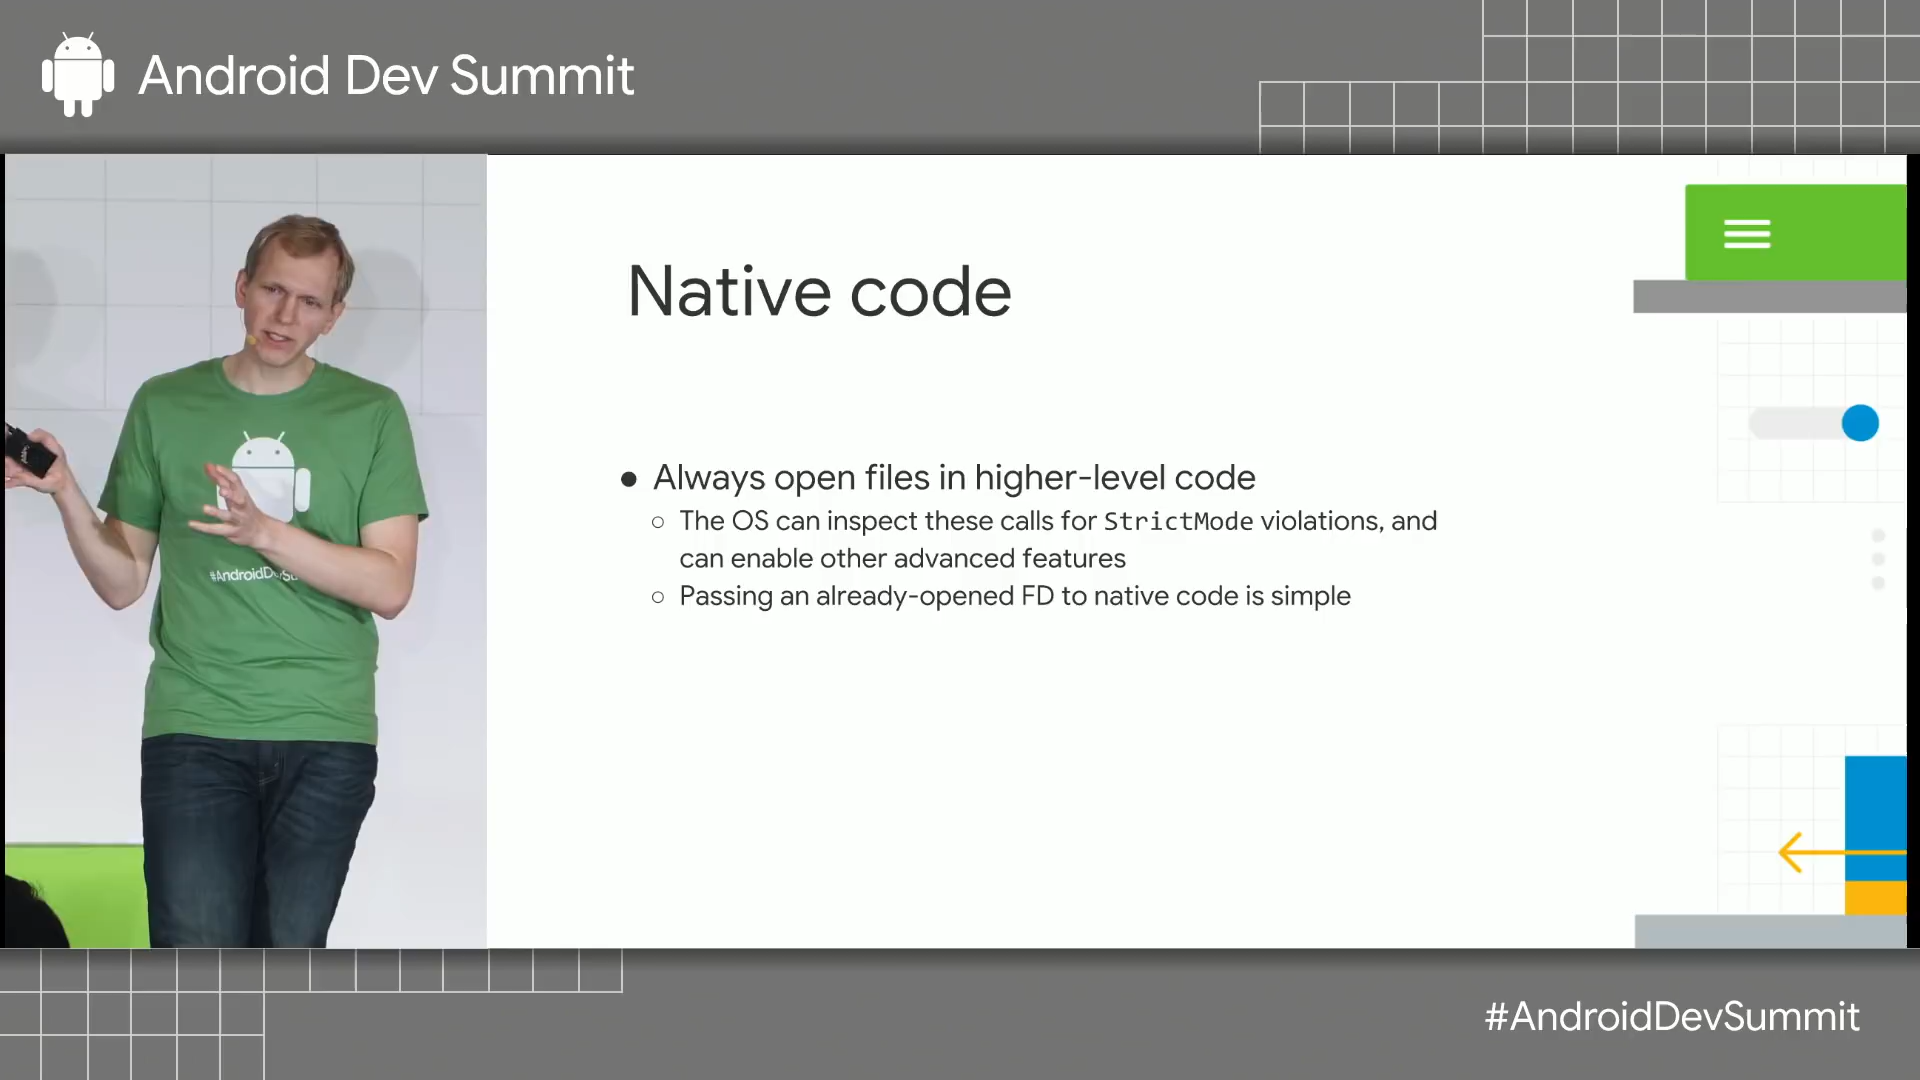 Android Dev Summit
Native code
● Always open files in higher-level code
○ The OS can inspect these calls for StrictMode violations, and
can enable other advanced features
○ Passing an already-opened FD to native code is simple
#AndroidDevSu
#AndroidDevSummit